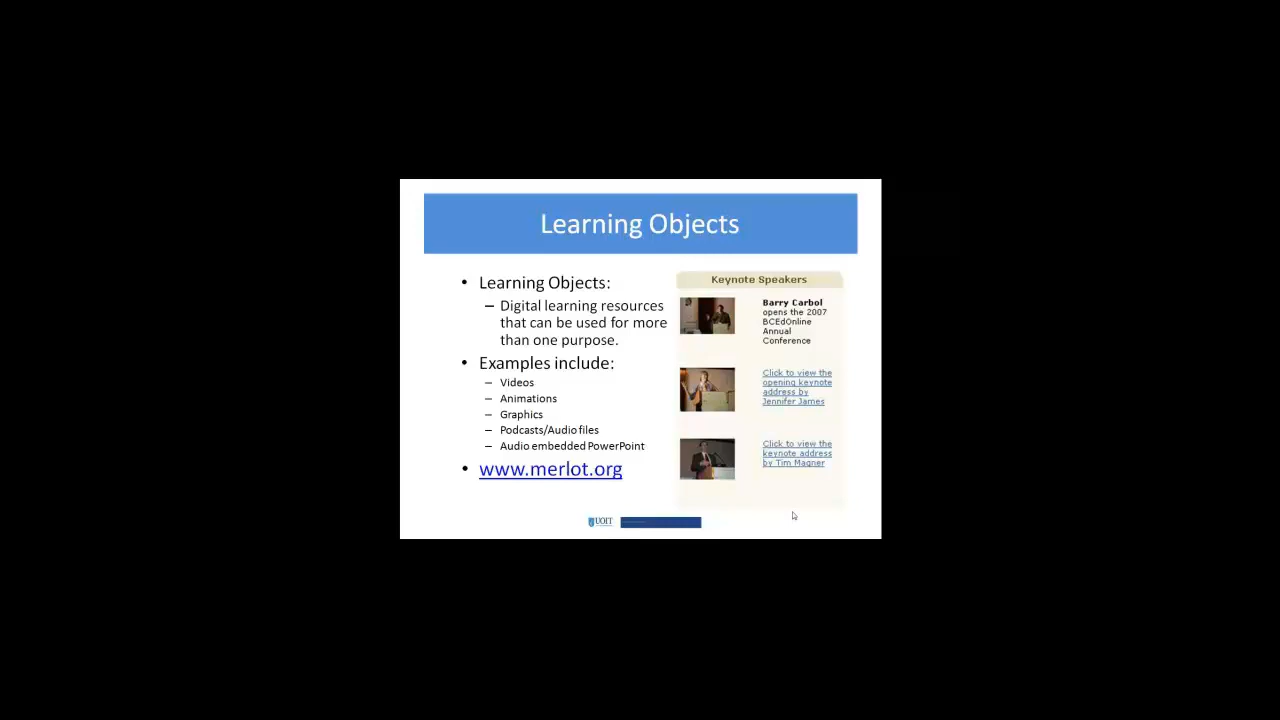 Learning Objects
• Learning Objects:
– Digital learning resources
that can be used for more
than one purpose.
• Examples include:
– Videos
– Animations
– Graphics
– Podcasts/Audio files
– Audio embedded PowerPoint
• www.merlot.org
Keynote Speakers
Barry Carbol
opens the 2007
BCEdOnline
Annual
Conference
Click to view the
opening keynote
address by
Jennifer James
Click to view the
keynote address
by Tim Magner
UOIT